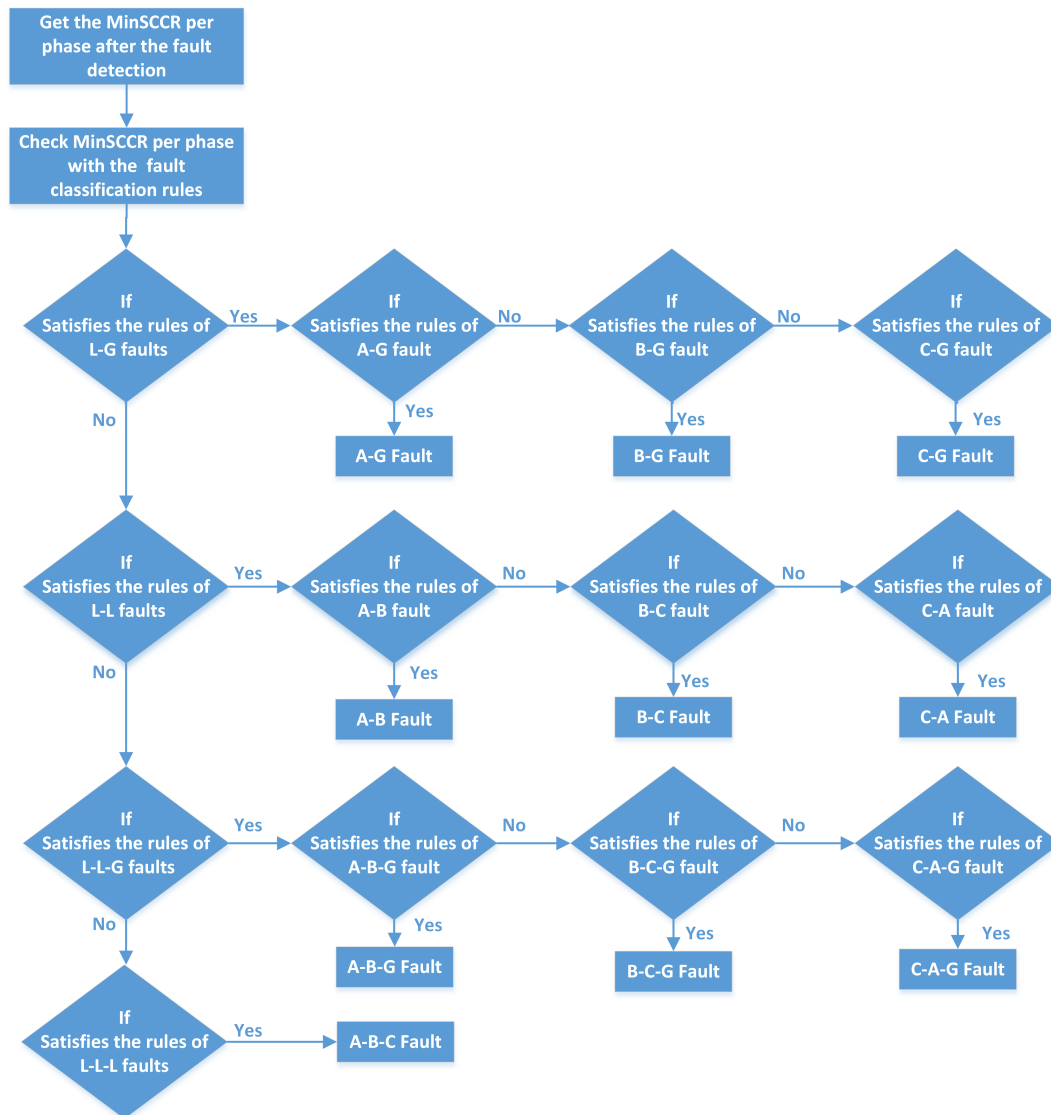 Get the MinSCCR per
phase after the fault
detection
Check MinSCCR per phase
with the fault
classification rules
If
Satisfies the rules of
L-G faults
Yes
If
Satisfies the rules of
A-G fault
No
If
Satisfies the rules of
B-G fault
No
If
Satisfies the rules of
C-G fault
No
Yes
Yes
Yes
A-G Fault
B-G Fault
C-G Fault
If
Satisfies the rules of
L-L faults
Yes
If
Satisfies the rules of
A-B fault
No
If
Satisfies the rules of
B-C fault
No
If
Satisfies the rules of
C-A fault
No
Yes
Yes
Yes
A-B Fault
B-C Fault
C-A Fault
If
Satisfies the rules of
L-L-G faults
Yes
If
Satisfies the rules of
A-B-G fault
No
If
Satisfies the rules of
B-C-G fault
No
If
Satisfies the rules of
C-A-G fault
No
Yes
Yes
Yes
A-B-G Fault
B-C-G Fault
C-A-G Fault
If
Satisfies the rules of
L-L-L faults
Yes
A-B-C Fault